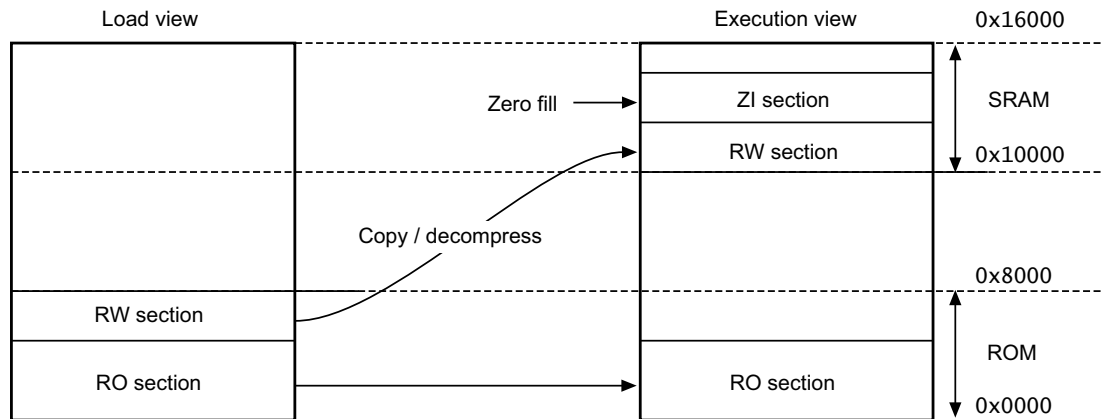 Load view
Execution view
0x16000
Zero fill
ZI section
SRAM
RW section
0x10000
Copy / decompress
0x8000
RW section
ROM
RO section
RO section
0x0000